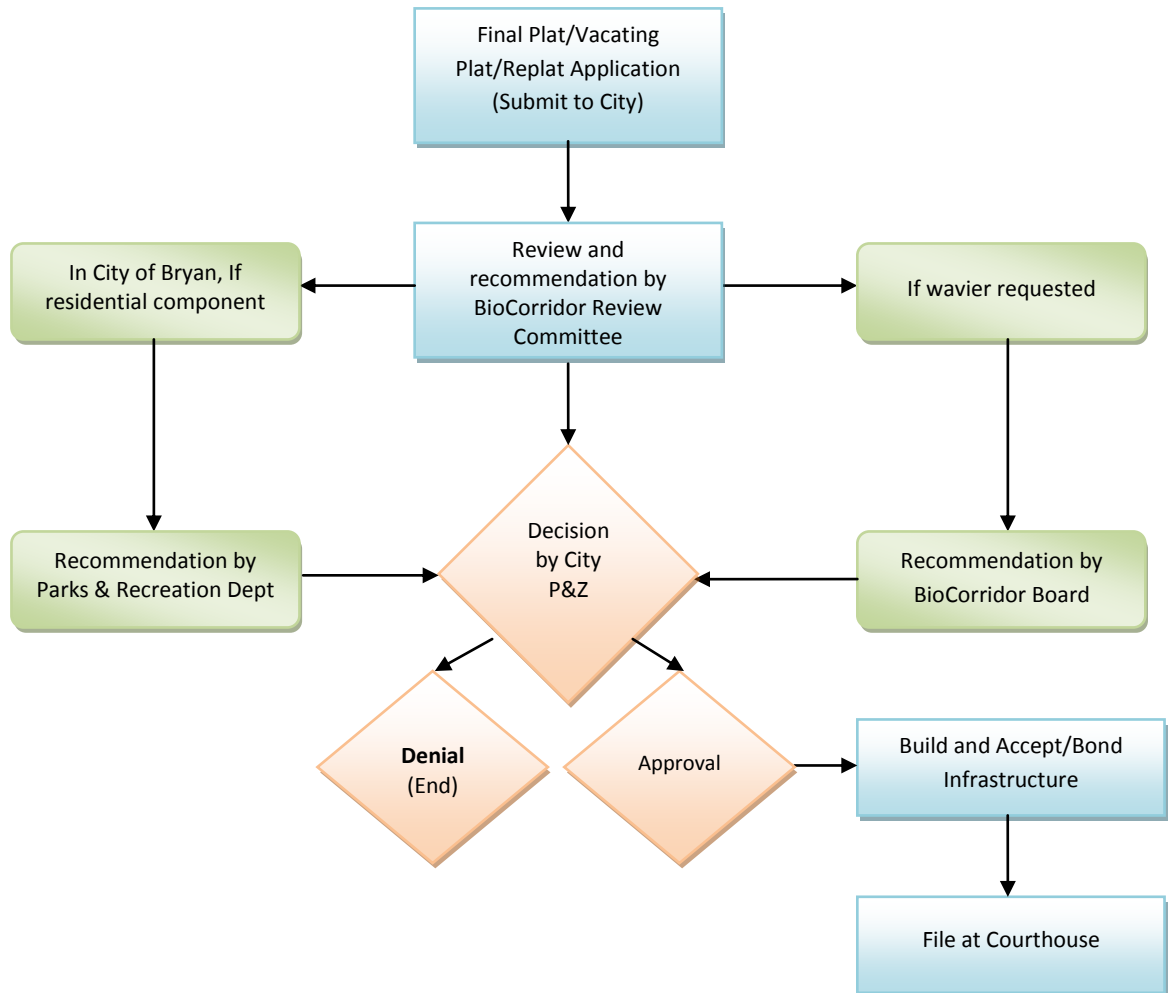 Final Plat/Vacating
Plat/Replat Application
(Submit to City)
In City of Bryan, If
residential component
Review and
recommendation by
BioCorridor Review
Committee
If wavier requested
Recommendation by
Parks & Recreation Dept
Decision
by City
P&Z
Recommendation by
BioCorridor Board
Denial
(End)
Approval
Build and Accept/Bond
Infrastructure
File at Courthouse